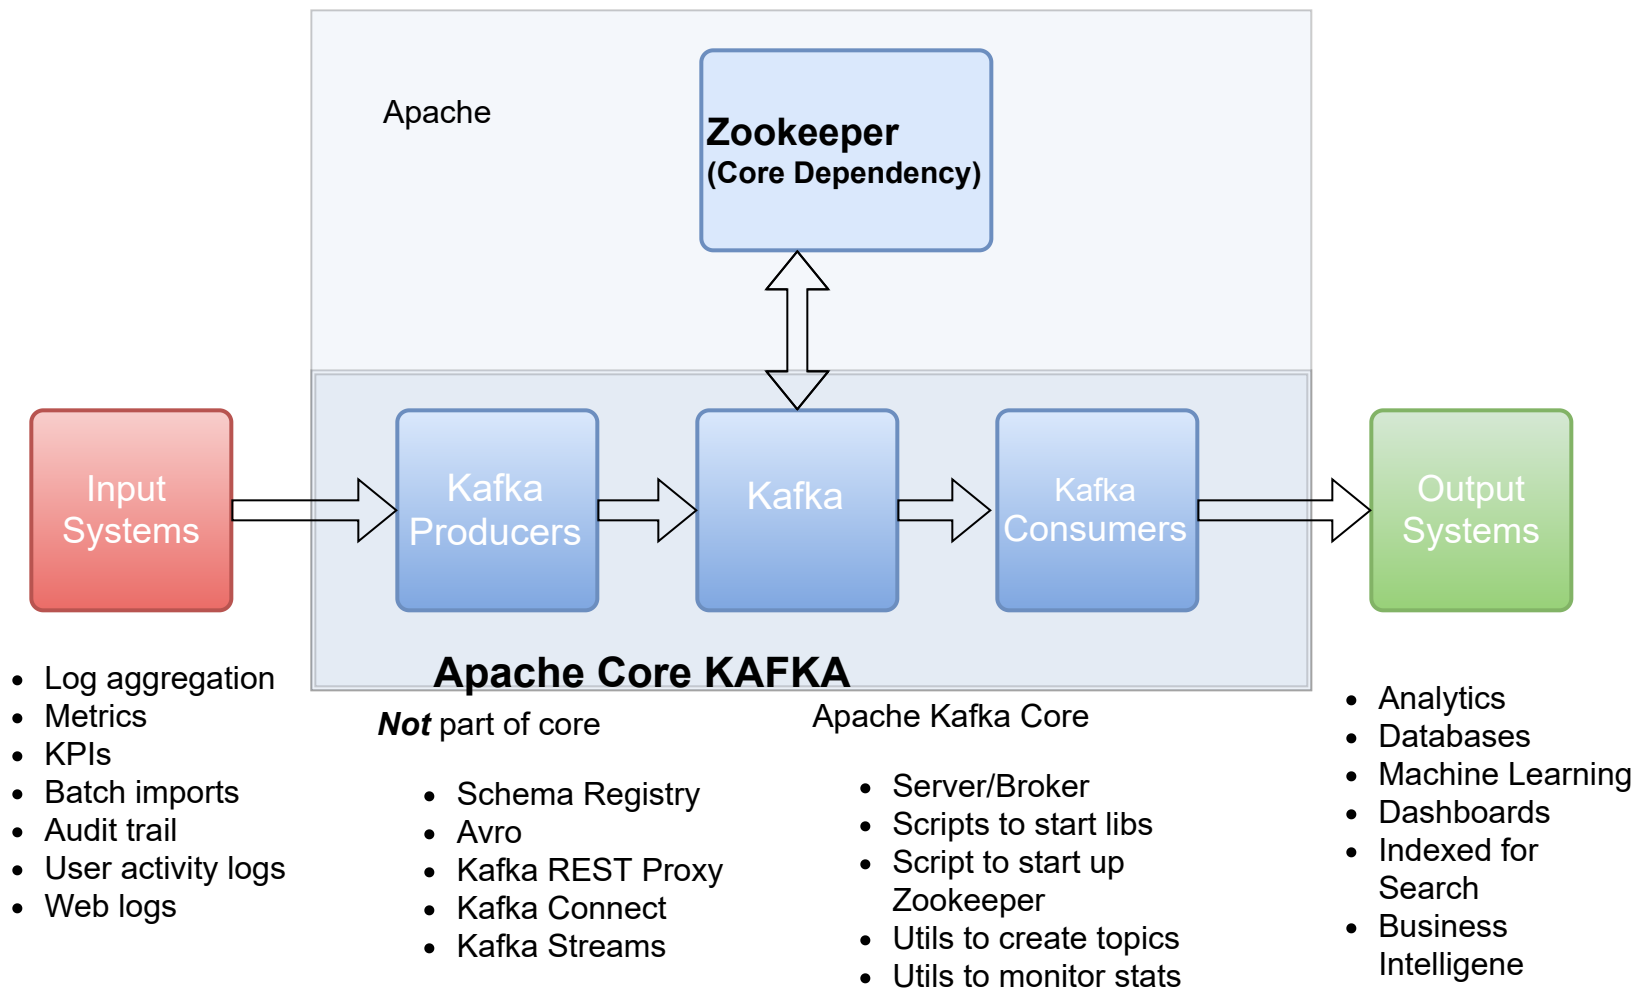 Apache
Zookeeper
(Core Dependency)
Input
Systems
Kafka
Producers
Kafka
Kafka
Consumers
Output
Systems
Apache Core KAFKA
Log aggregation
Metrics
KPIs
Batch imports
Audit trail
User activity logs
Web logs
Not part of core
Schema Registry
Avro
Kafka REST Proxy
Kafka Connect
Kafka Streams
Apache Kafka Core
Server/Broker
Scripts to start libs
Script to start up
Zookeeper
Utils to create topics
Utils to monitor stats
Analytics
Databases
Machine Learning
Dashboards
Indexed for
Search
Business
Intelligene